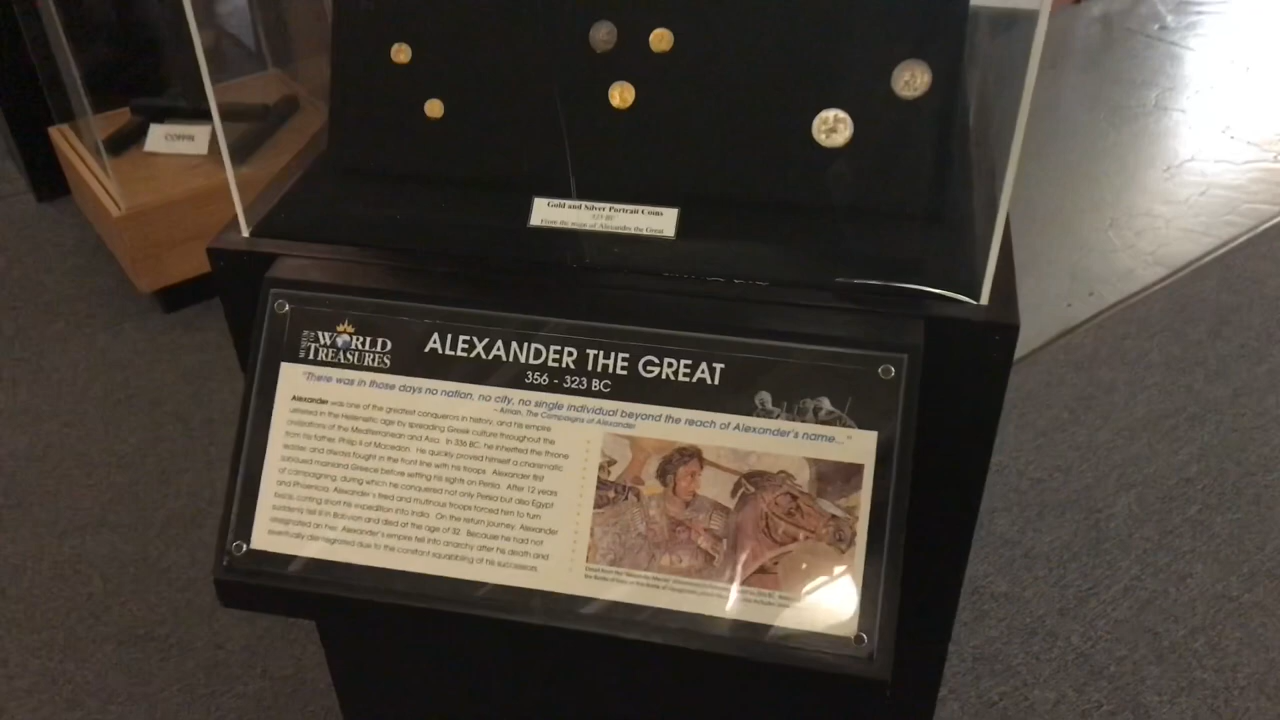 COFFIN
Gold and Silver Portrait Coins
323 BC
From the reign of Alexander the Great
MUSEUM OF
WORLD
TREASURES
ALEXANDER THE GREAT
356 - 323 BC
"There was in those days no nation, no city, no single individual beyond the reach of Alexander's name..."
- Arrian, The Campaigns of Alexander
Alexander was one of the greatest conquerors in history, and his empire
ushered in the Hellenistic age by spreading Greek culture throughout the
civilizations of the Mediterranean and Asia. In 336 BC, he inherited the throne
from his father, Philip II of Macedon. He quickly proved himself a charismatic
leader and always fought in the front line with his troops. Alexander first
subdued mainland Greece before setting his sights on Persia. After 12 years
of campaigning, during which he conquered not only Persia but also Egypt
and Phoenicia, Alexander's tired and mutinous troops forced him to turn
back, cutting short his expedition into India. On the return journey, Alexander
suddenly fell ill in Babylon and died at the age of 32. Because he had not
designated an heir, Alexander's empire fell into anarchy after his death and
eventually disintegrated due to the constant squabbling of his successors.